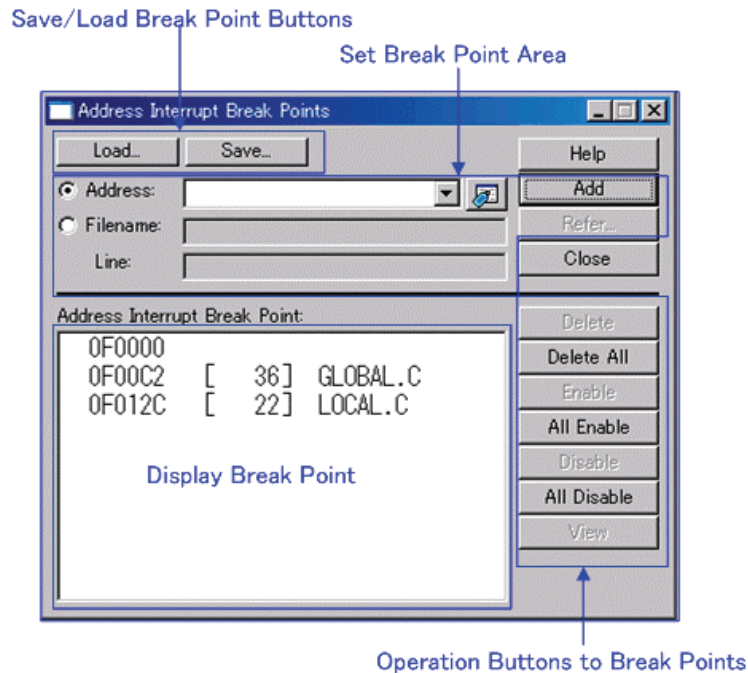 Save/Load Break Point Buttons
Set Break Point Area
Address Interrupt Break Points
Load... Save... Help
Address: Add
Filename: Refer...
Line: Close
Address Interrupt Break Point:
0F0000
0F00C2 [ 36] GLOBAL.C
0F012C [ 22] LOCAL.C
Display Break Point
Delete
Delete All
Enable
All Enable
Disable
All Disable
View
Operation Buttons to Break Points